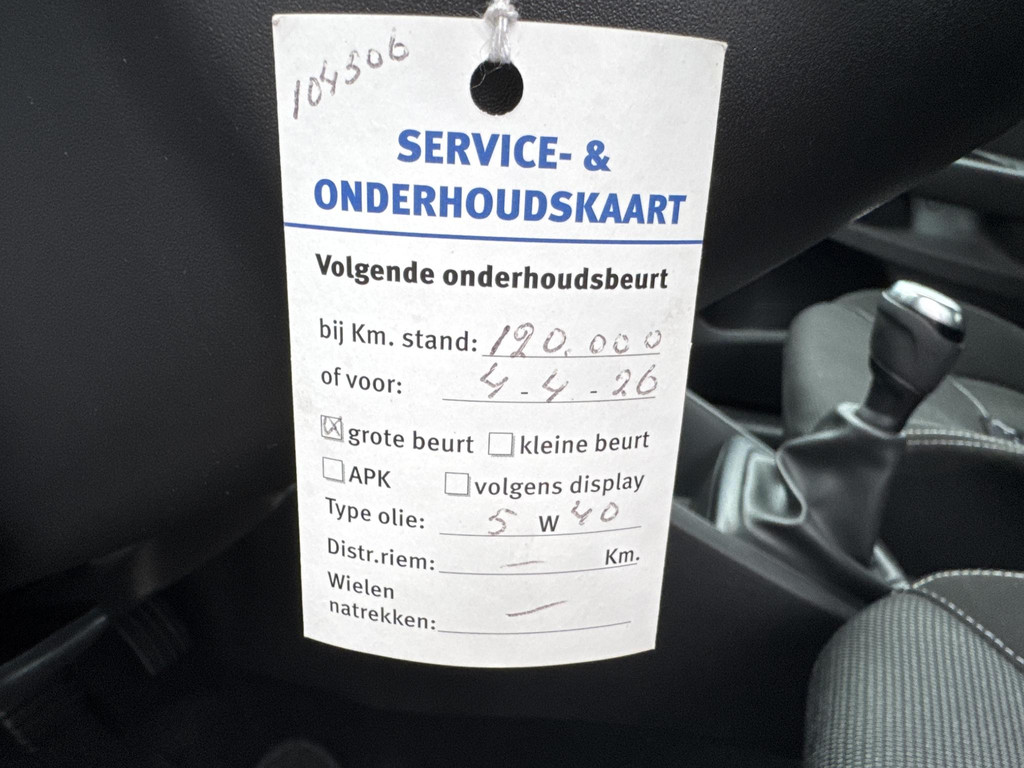 104306
SERVICE- &
ONDERHOUDSKAART
Volgende onderhoudsbeurt
bij Km. stand: 120.000
of voor: 4-4-26
☒ grote beurt ☐ kleine beurt
☐ APK ☐ volgens display
Type olie: 5 W 40
Distr.riem: — Km.
Wielen
natrekken: —